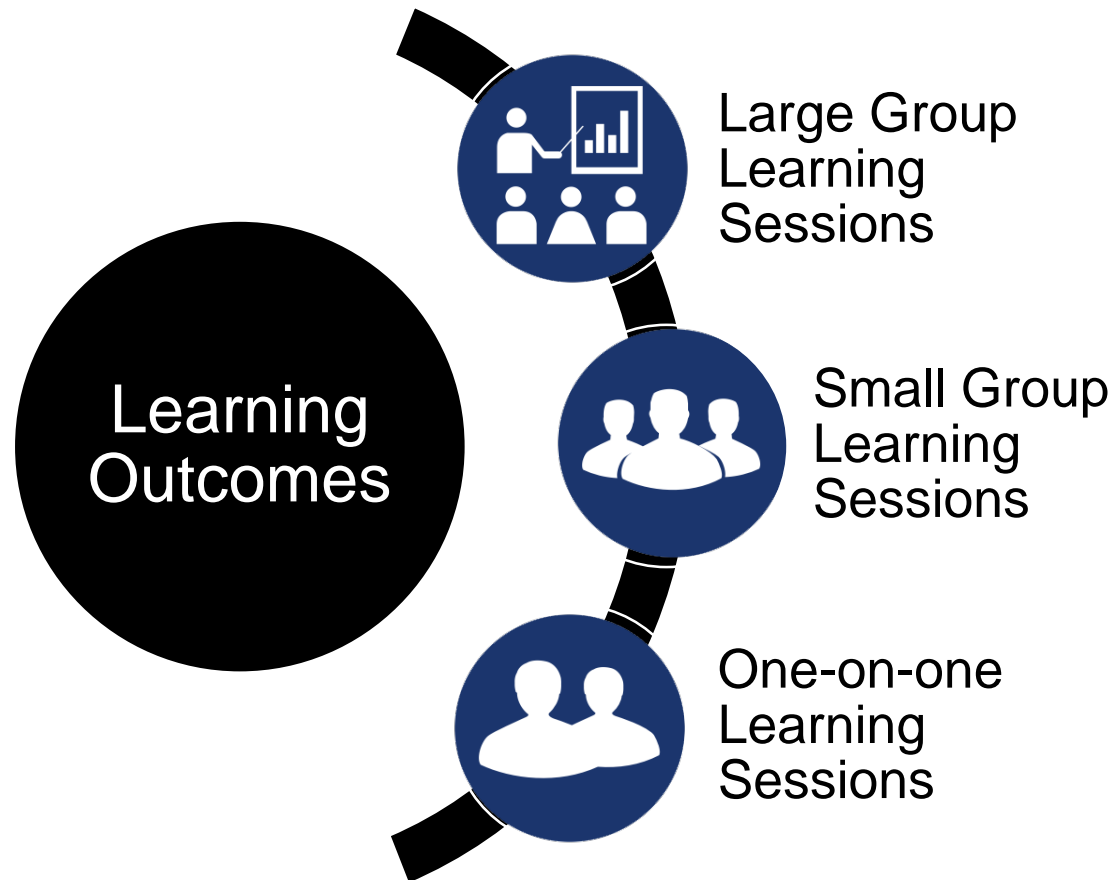 Learning
Outcomes
Large Group
Learning
Sessions
Small Group
Learning
Sessions
One-on-one
Learning
Sessions